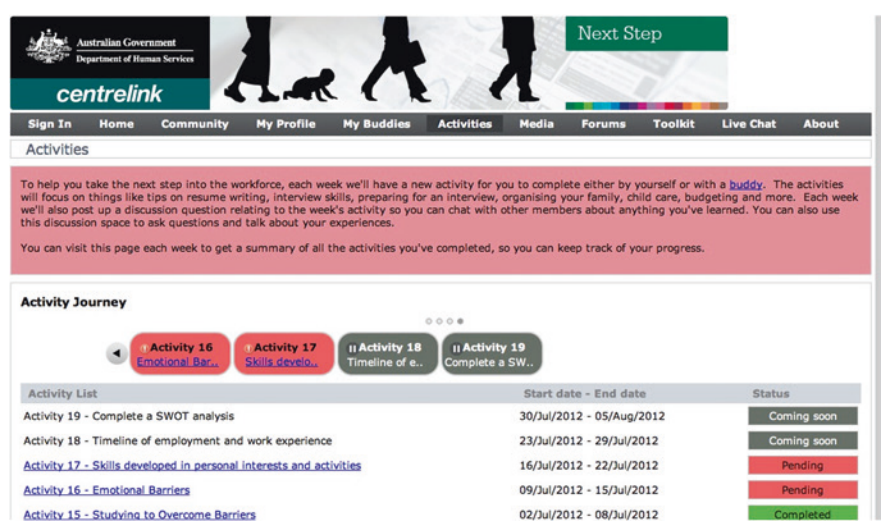 Australian Government
Department of Human Services
centrelink
Next Step
Sign In Home Community My Profile My Buddies Activities Media Forums Toolkit Live Chat About
Activities
To help you take the next step into the workforce, each week we'll have a new activity for you to complete either by yourself or with a buddy. The activities
will focus on things like tips on resume writing, interview skills, preparing for an interview, organising your family, child care, budgeting and more. Each week
we'll also post up a discussion question relating to the week's activity so you can chat with other members about anything you've learned. You can also use
this discussion space to ask questions and talk about your experiences.
You can visit this page each week to get a summary of all the activities you've completed, so you can keep track of your progress.
Activity Journey
Activity 16 Activity 17 Activity 18 Activity 19
Emotional Bar.. Skills develo.. Timeline of e.. Complete a SW..
Activity List Start date - End date Status
Activity 19 - Complete a SWOT analysis 30/Jul/2012 - 05/Aug/2012 Coming soon
Activity 18 - Timeline of employment and work experience 23/Jul/2012 - 29/Jul/2012 Coming soon
Activity 17 - Skills developed in personal interests and activities 16/Jul/2012 - 22/Jul/2012 Pending
Activity 16 - Emotional Barriers 09/Jul/2012 - 15/Jul/2012 Pending
Activity 15 - Studying to Overcome Barriers 02/Jul/2012 - 08/Jul/2012 Completed